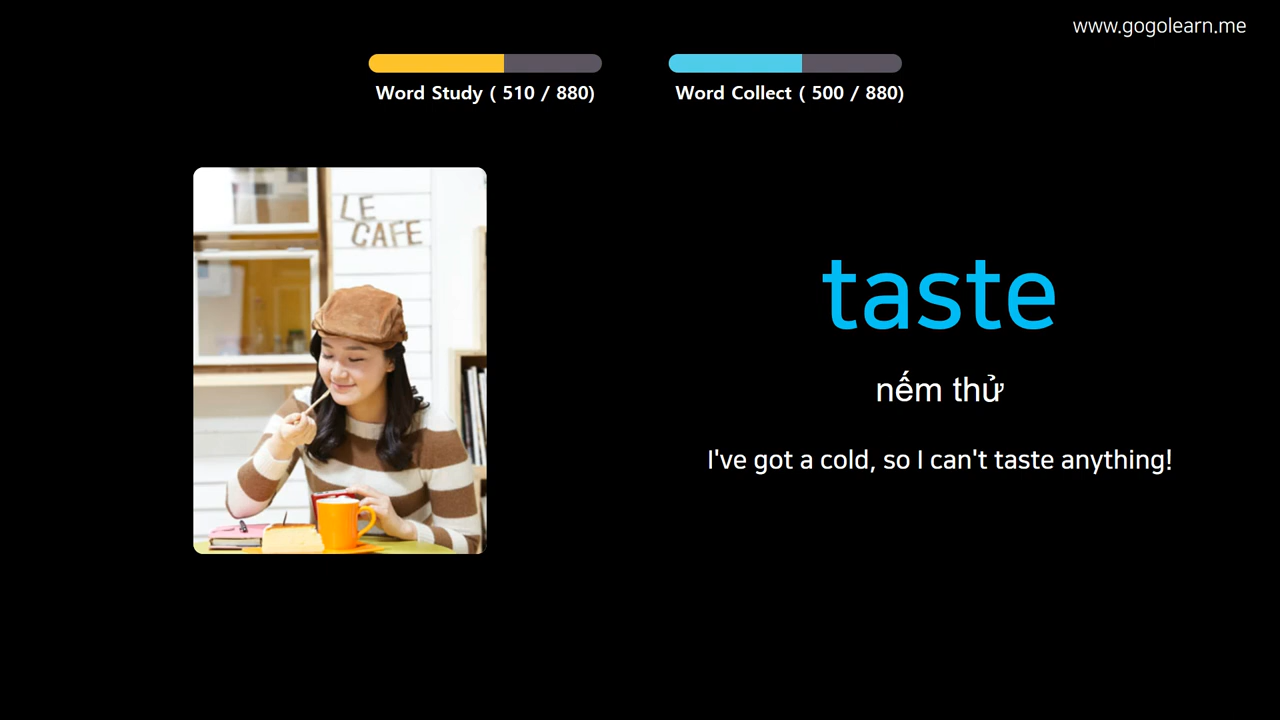 www.gogolearn.me
Word Study ( 510 / 880)
Word Collect ( 500 / 880)
LE
CAFE
taste
nếm thử
I've got a cold, so I can't taste anything!